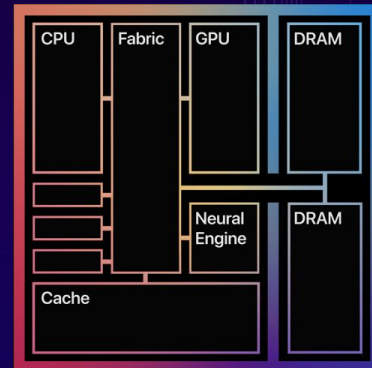 CPU
Fabric
GPU
DRAM
Neural
Engine
DRAM
Cache